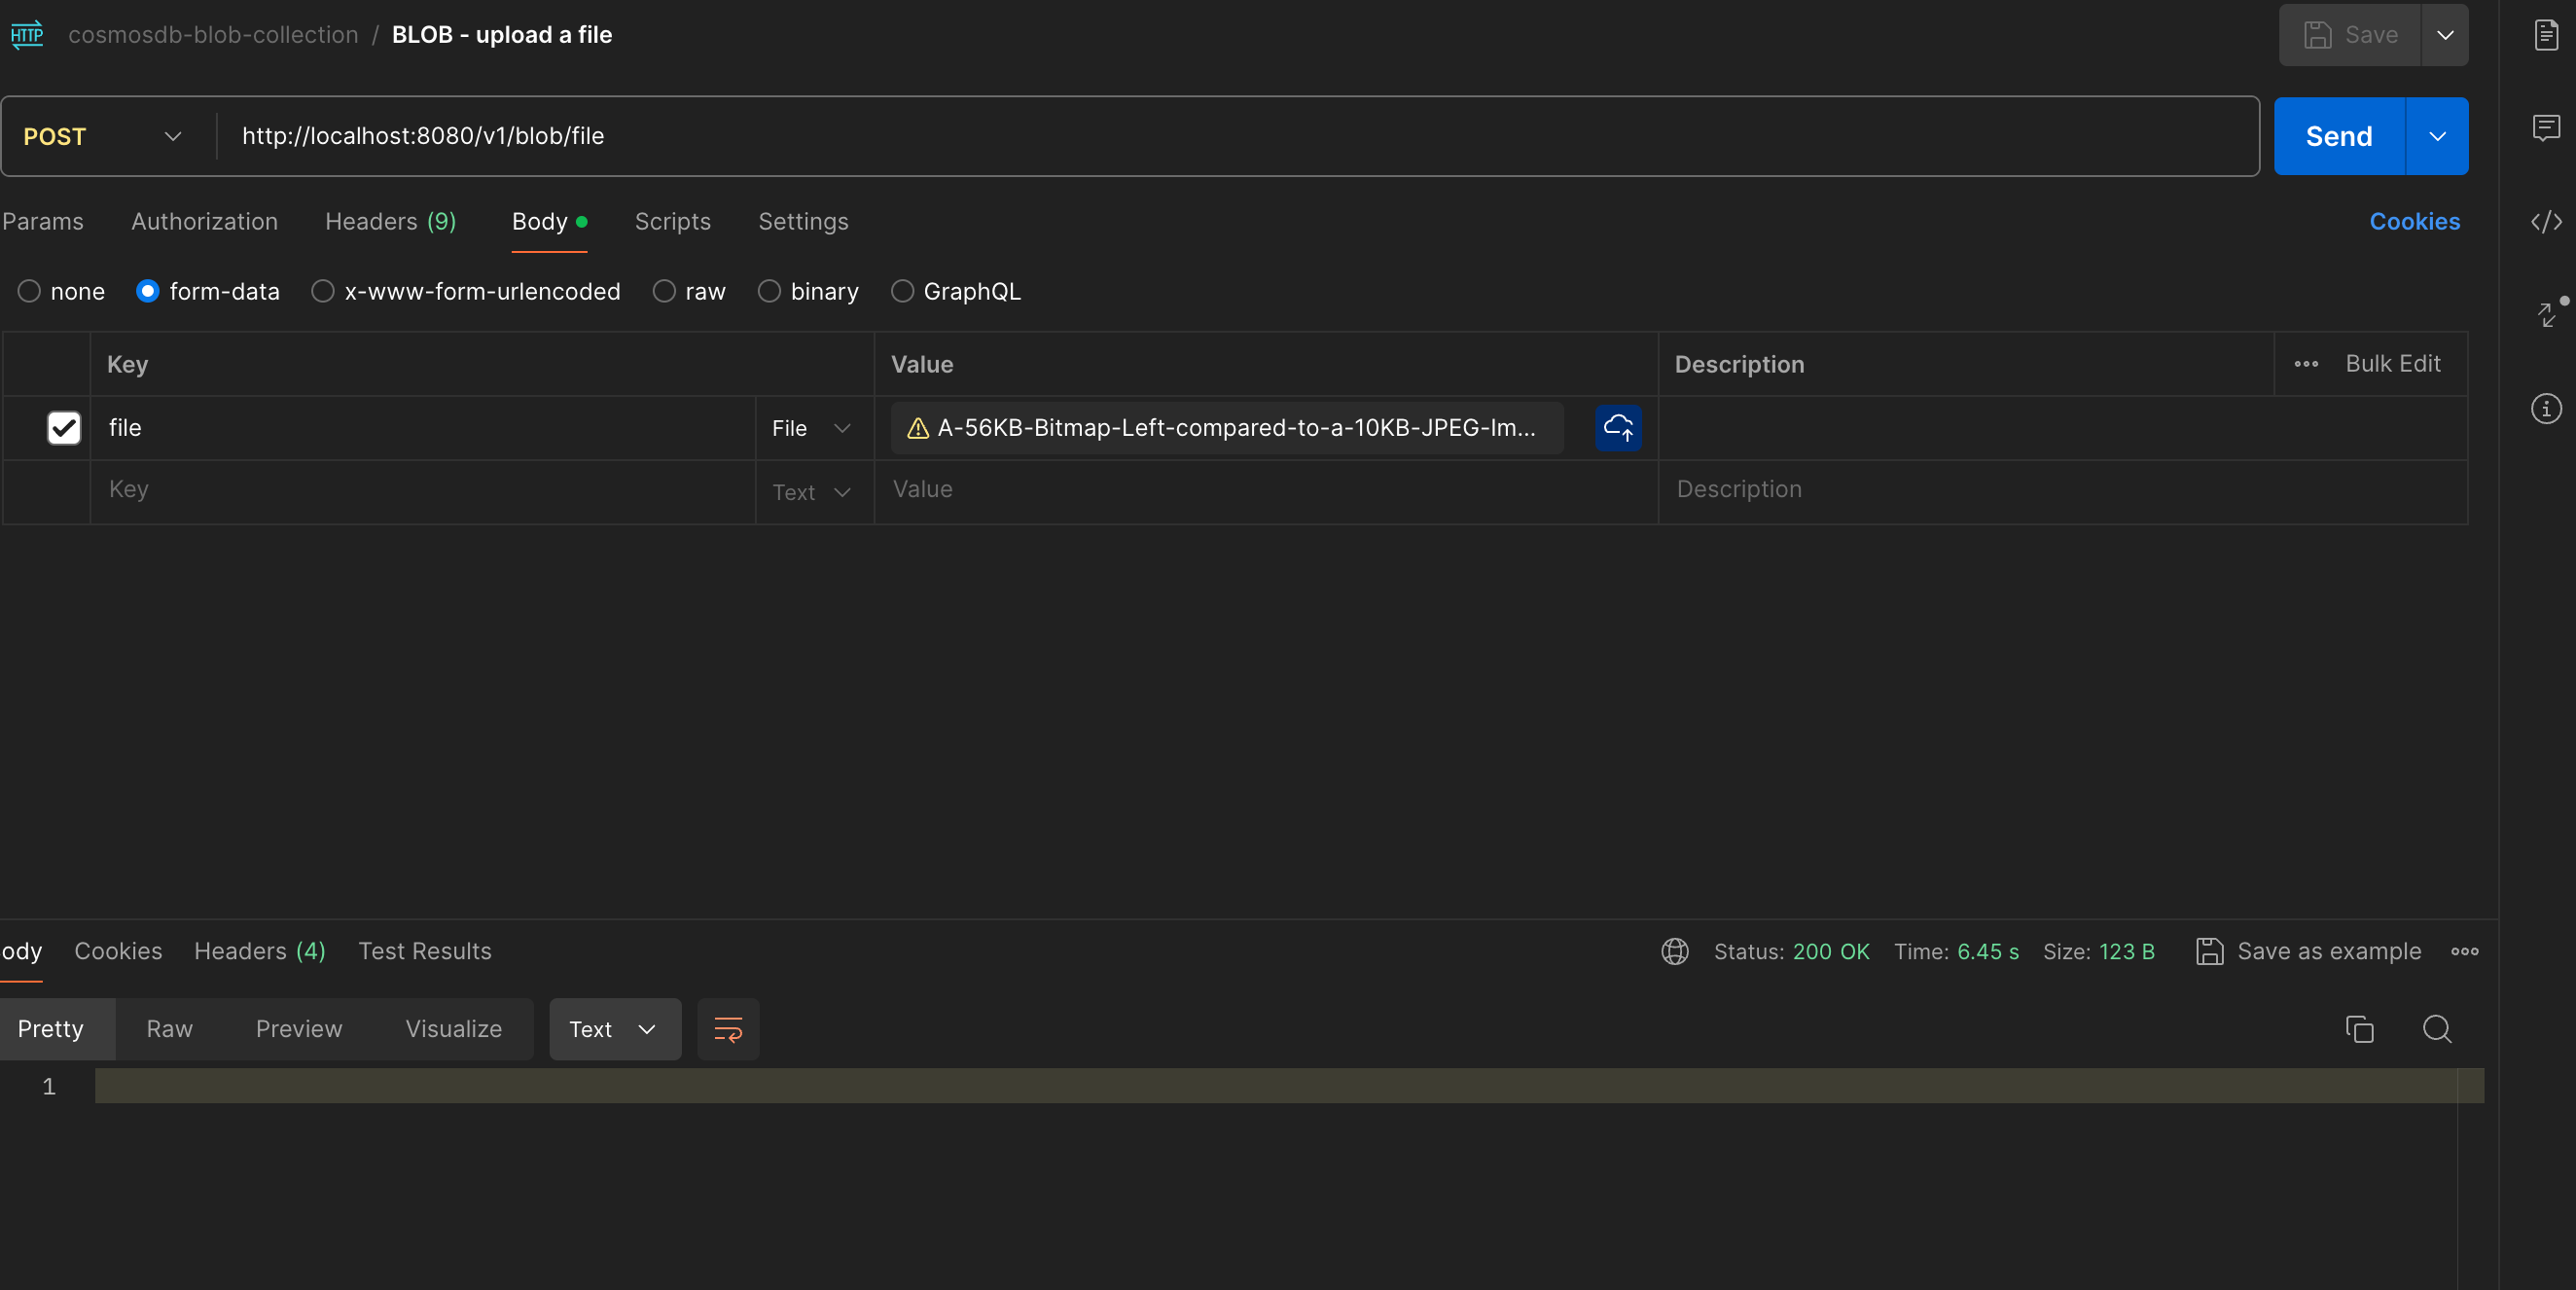 HTTP cosmosdb-blob-collection / BLOB - upload a file Save
POST http://localhost:8080/v1/blob/file Send
Params Authorization Headers (9) Body Scripts Settings Cookies
none form-data x-www-form-urlencoded raw binary GraphQL
Key Value Description Bulk Edit
file File A-56KB-Bitmap-Left-compared-to-a-10KB-JPEG-Im...
Key Text Value Description
ody Cookies Headers (4) Test Results Status: 200 OK Time: 6.45 s Size: 123 B Save as example
Pretty Raw Preview Visualize Text
1